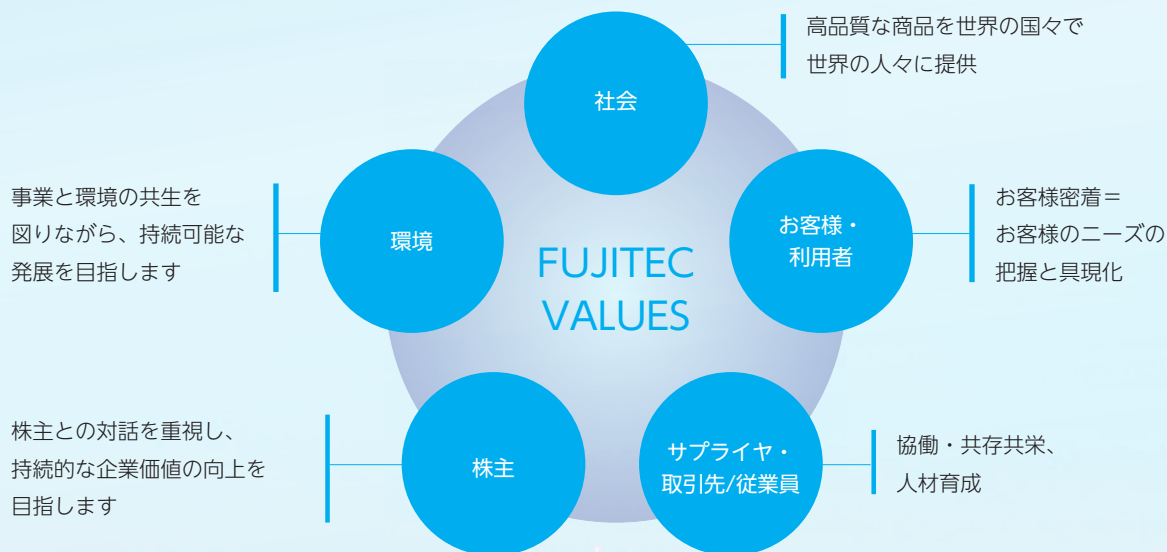 高品質な商品を世界の国々で
世界の人々に提供
社会
事業と環境の共生を
図りながら、持続可能な
発展を目指します
環境
お客様・
利用者
お客様密着＝
お客様のニーズの
把握と具現化
FUJITEC
VALUES
株主との対話を重視し、
持続的な企業価値の向上を
目指します
株主
サプライヤ・
取引先/従業員
協働・共存共栄、
人材育成